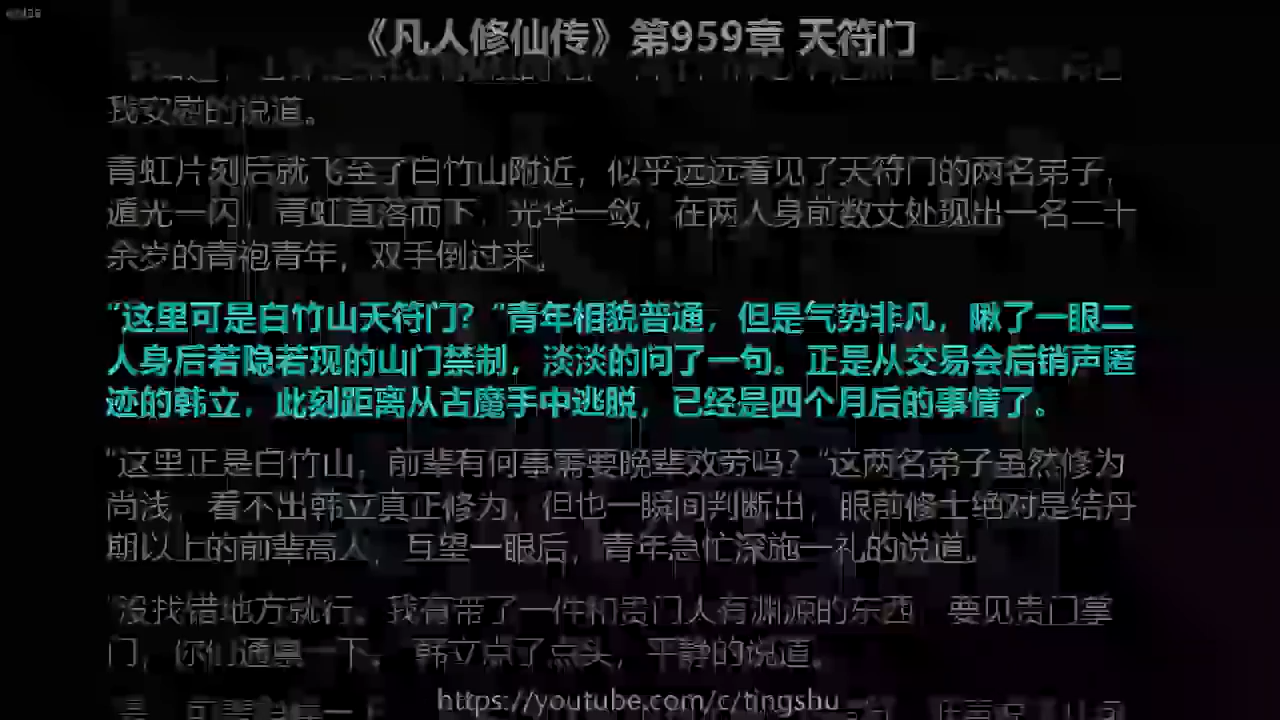 《凡人修仙传》第959章 天符门
我安慰的说道。
青虹片刻后就飞至了白竹山附近，似乎远远看见了天符门的两名弟子，
遁光一闪，青虹直落而下，光华一敛，在两人身前数丈处现出一名二十
余岁的青袍青年，双手倒过来。
“这里可是白竹山天符门？“青年相貌普通，但是气势非凡，瞅了一眼二
人身后若隐若现的山门禁制，淡淡的问了一句。正是从交易会后销声匿
迹的韩立，此刻距离从古魔手中逃脱，已经是四个月后的事情了。
“这里正是白竹山，前辈有何事需要晚辈效劳吗？“这两名弟子虽然修为
尚浅，看不出韩立真正修为，但也一瞬间判断出，眼前修士绝对是结丹
期以上的前辈高人，互望一眼后，青年急忙深施一礼的说道。
“没找错地方就行。我有带了一件和贵门人有渊源的东西，要见贵门掌
门，你们通禀一下。“韩立点了点头，平静的说道。
https://youtube.com/c/tingshu